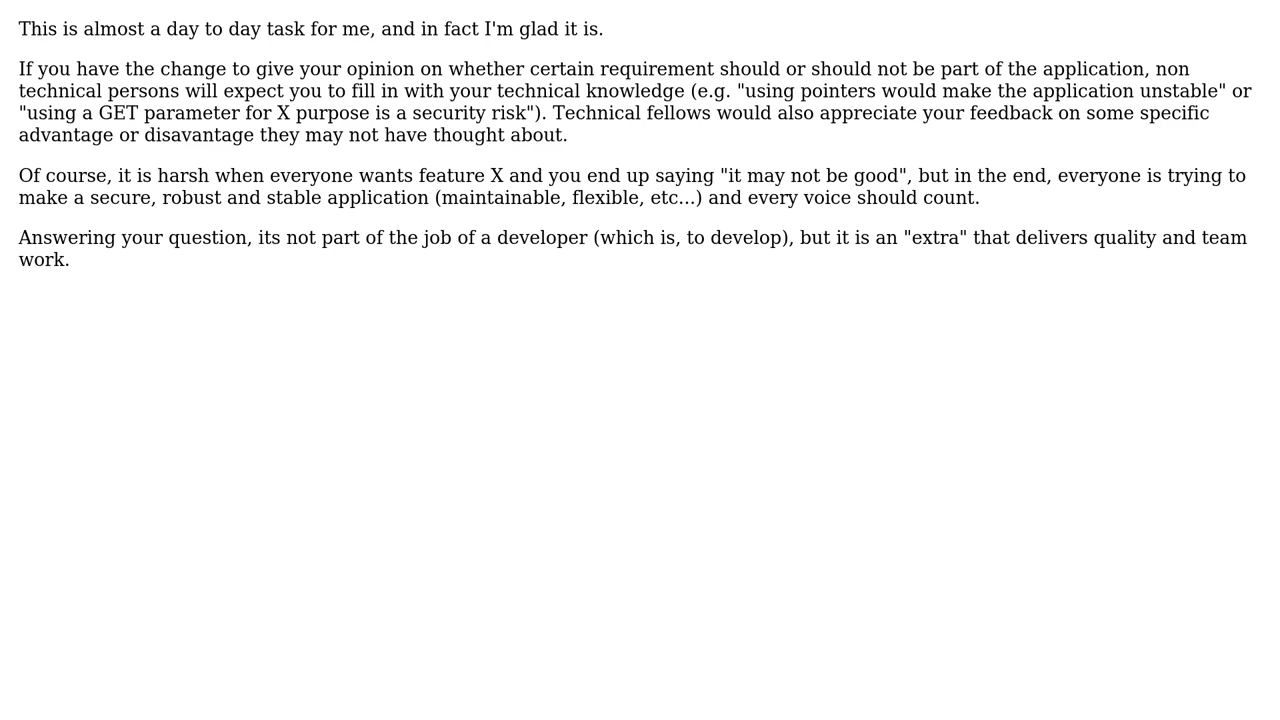 This is almost a day to day task for me, and in fact I'm glad it is.
If you have the change to give your opinion on whether certain requirement should or should not be part of the application, non
technical persons will expect you to fill in with your technical knowledge (e.g. "using pointers would make the application unstable" or
"using a GET parameter for X purpose is a security risk"). Technical fellows would also appreciate your feedback on some specific
advantage or disavantage they may not have thought about.
Of course, it is harsh when everyone wants feature X and you end up saying "it may not be good", but in the end, everyone is trying to
make a secure, robust and stable application (maintainable, flexible, etc...) and every voice should count.
Answering your question, its not part of the job of a developer (which is, to develop), but it is an "extra" that delivers quality and team
work.